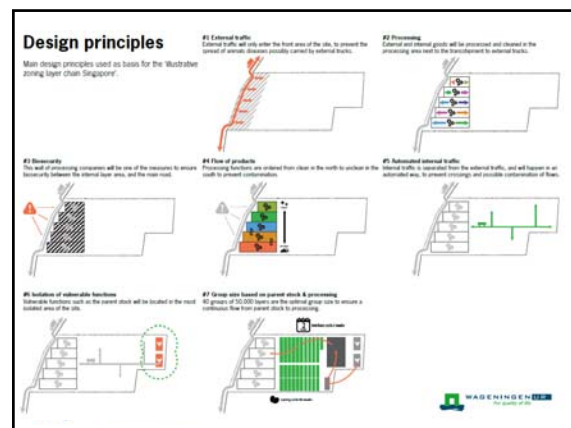 Design principles
Main design principles used as basis for the 'Illustrative
zoning layer chain Singapore'.
#1 External traffic
External traffic will only enter the front area of the site, to prevent the
spread of animals diseases possibly carried by external trucks.
#2 Processing
External and internal goods will be processed and cleaned in the
processing area next to the transshipment to external trucks.
#3 Biosecurity
This wall of processing companies will be one of the measures to ensure
biosecurity between the internal layer area, and the main road.
#4 Flow of products
Processing functions are ordered from clean in the north to unclean in the
south to prevent contamination.
#5 Automated internal traffic
Internal traffic is separated from the external traffic, and will happen in an
automated way, to prevent crossings and possible contamination of flows.
#6 Isolation of vulnerable functions
Vulnerable functions such as the parent stock will be located in the most
isolated area of the site.
#7 Group size based on parent stock & processing
40 groups of 50,000 layers are the optimal group size to ensure a
continuous flow from parent stock to processing.
WAGENINGEN UR
For quality of life